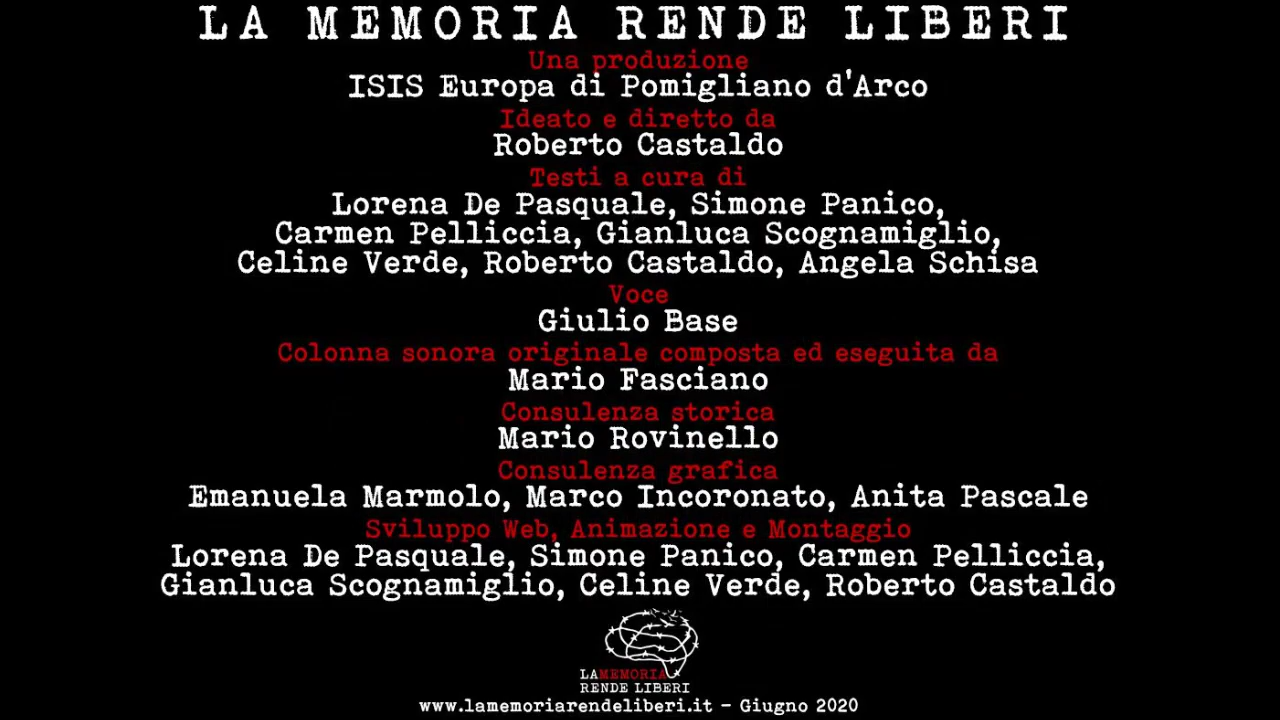 LA MEMORIA RENDE LIBERI
Una produzione
ISIS Europa di Pomigliano d'Arco
Ideato e diretto da
Roberto Castaldo
Testi a cura di
Lorena De Pasquale, Simone Panico,
Carmen Pelliccia, Gianluca Scognamiglio,
Celine Verde, Roberto Castaldo, Angela Schisa
Voce
Giulio Base
Colonna sonora originale composta ed eseguita da
Mario Fasciano
Consulenza storica
Mario Rovinello
Consulenza grafica
Emanuela Marmolo, Marco Incoronato, Anita Pascale
Sviluppo Web, Animazione e Montaggio
Lorena De Pasquale, Simone Panico, Carmen Pelliccia,
Gianluca Scognamiglio, Celine Verde, Roberto Castaldo
LAMEMORIA
RENDE LIBERI
www.lamemoriarendeliberi.it - Giugno 2020